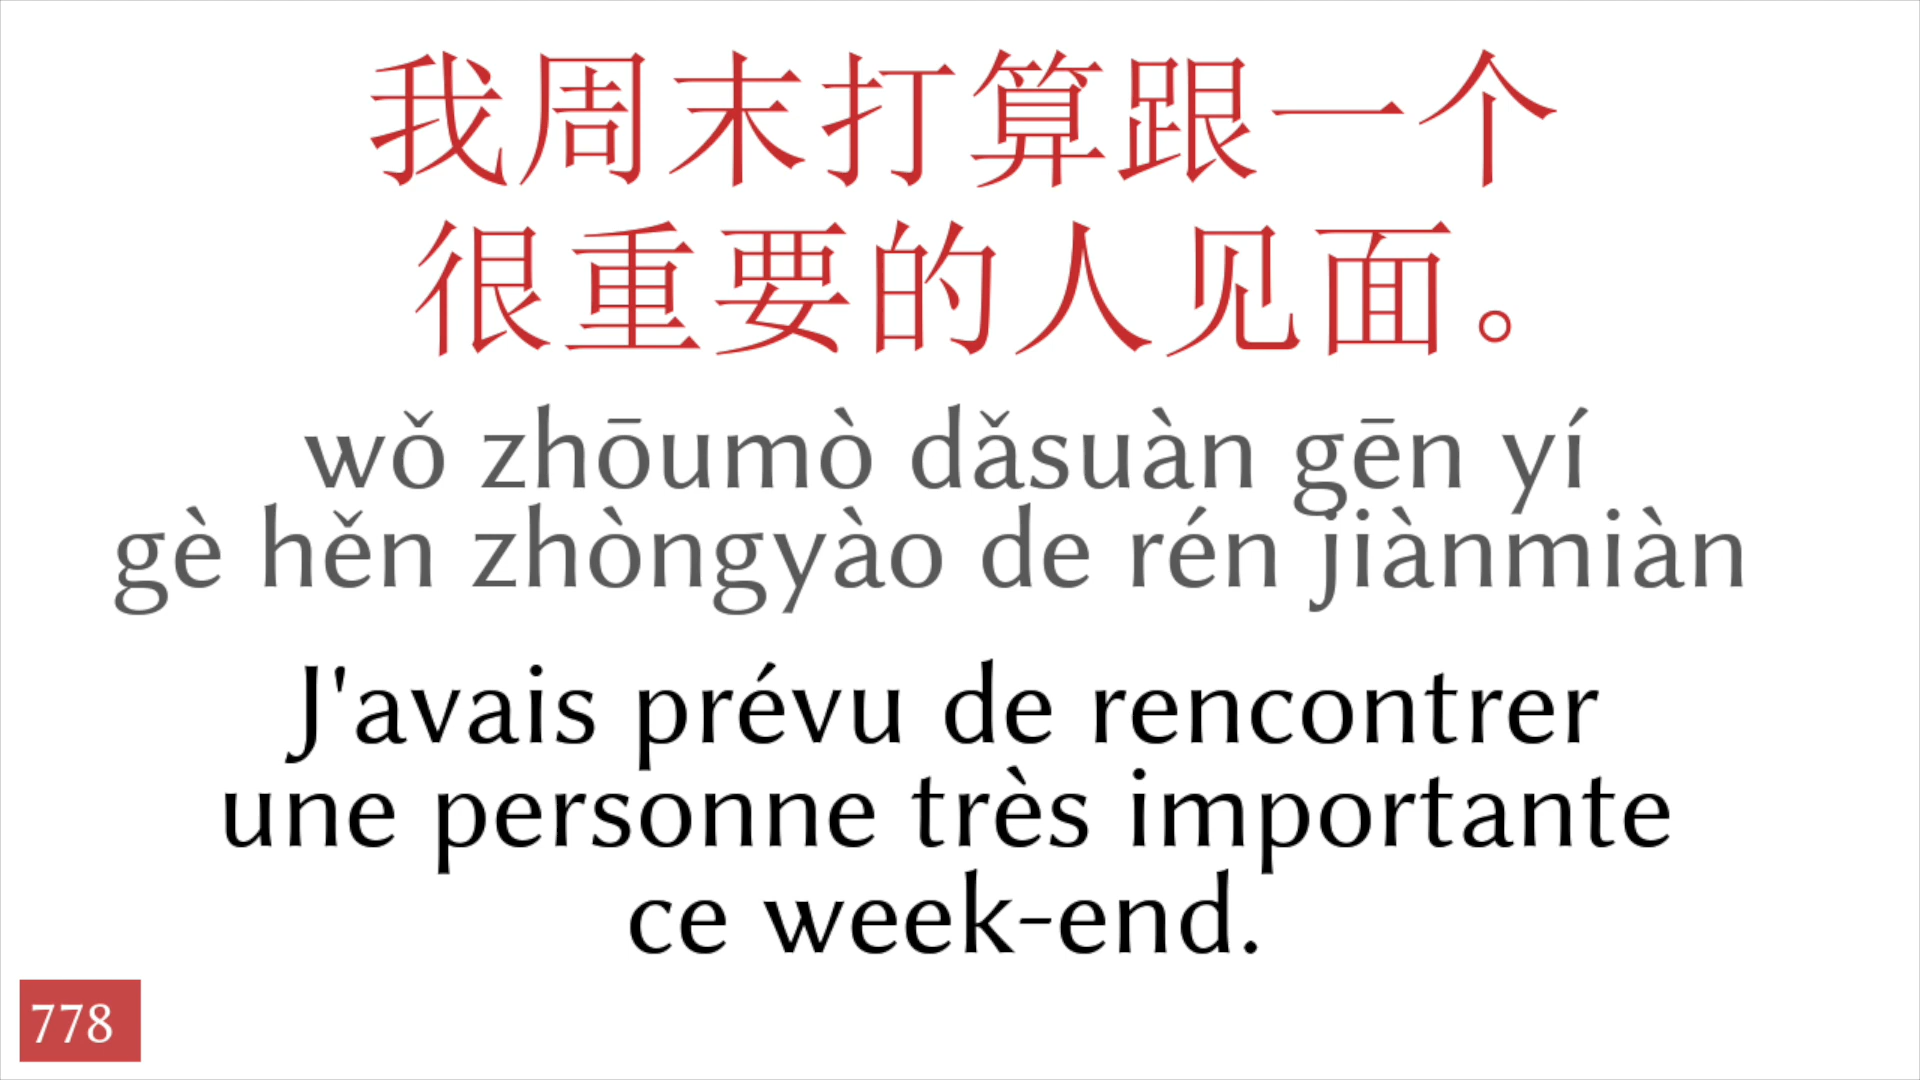 我周末打算跟一个
很重要的人见面。
wǒ zhōumò dǎsuàn gēn yí
gè hěn zhòngyào de rén jiànmiàn
J'avais prévu de rencontrer
une personne très importante
ce week-end.
778